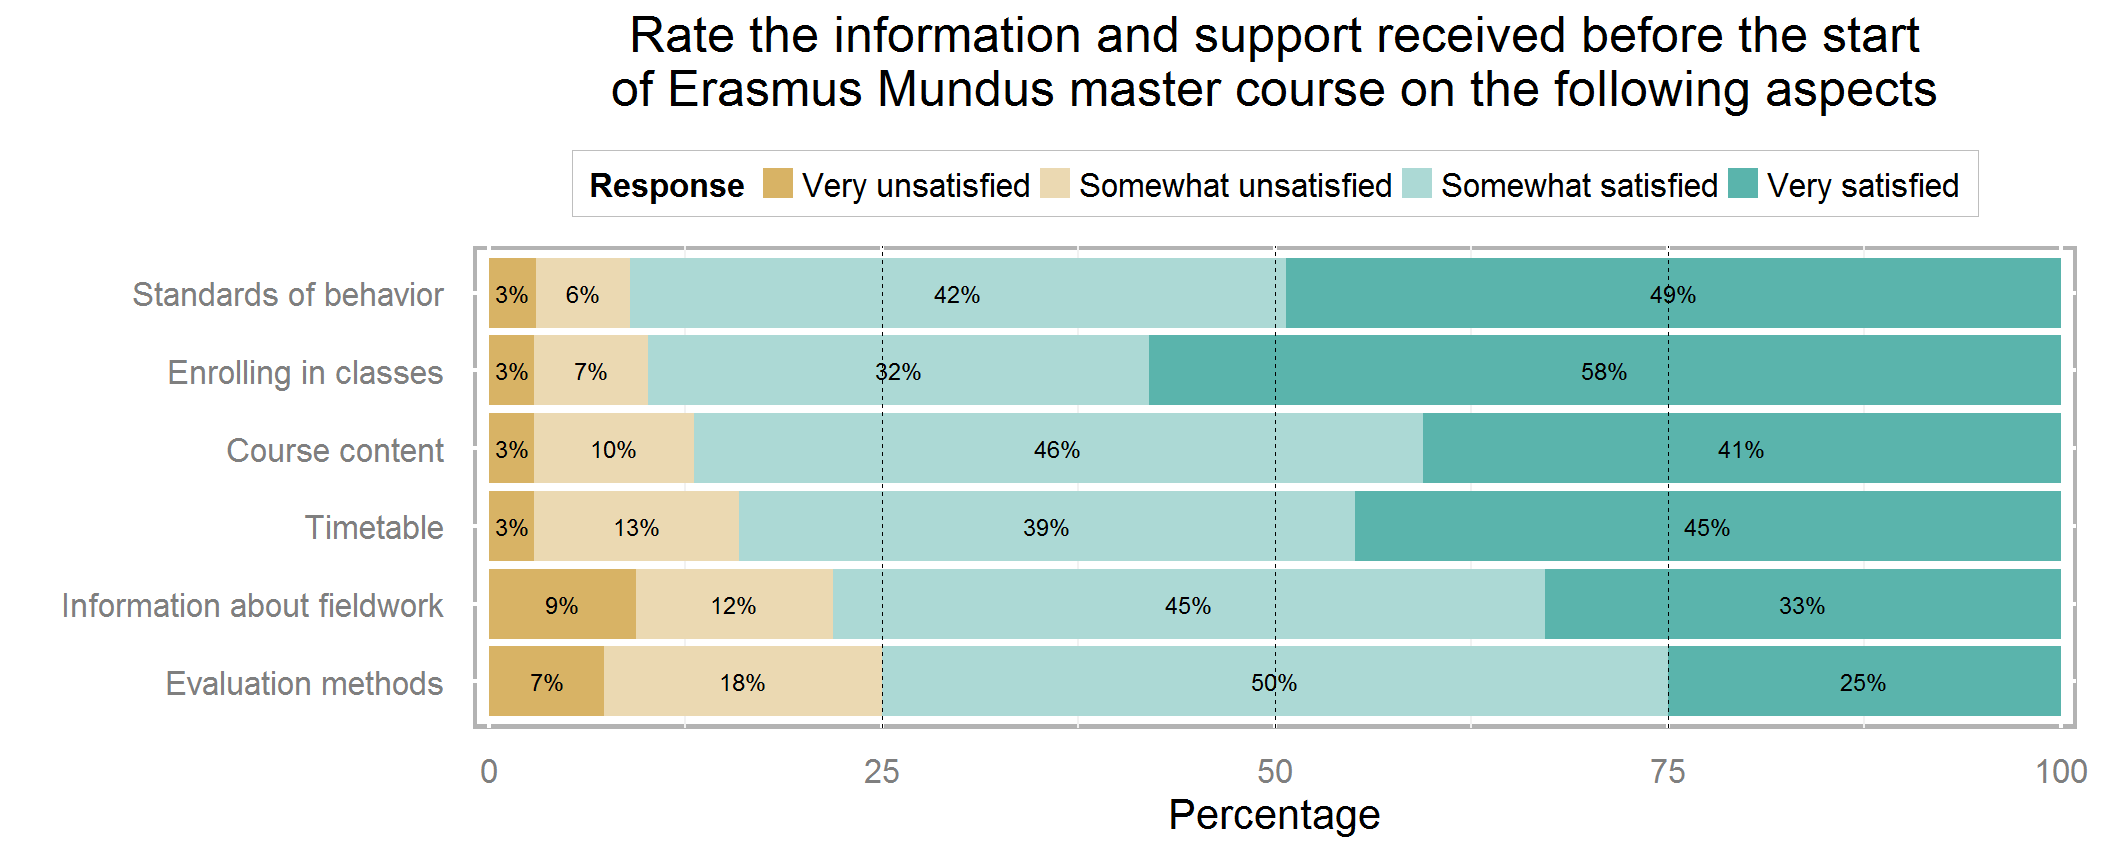 Rate the information and support received before the start
of Erasmus Mundus master course on the following aspects
Response Very unsatisfied Somewhat unsatisfied Somewhat satisfied Very satisfied
Standards of behavior 3% 6% 42% 49%
Enrolling in classes 3% 7% 32% 58%
Course content 3% 10% 46% 41%
Timetable 3% 13% 39% 45%
Information about fieldwork 9% 12% 45% 33%
Evaluation methods 7% 18% 50% 25%
0 25 50 75 100
Percentage